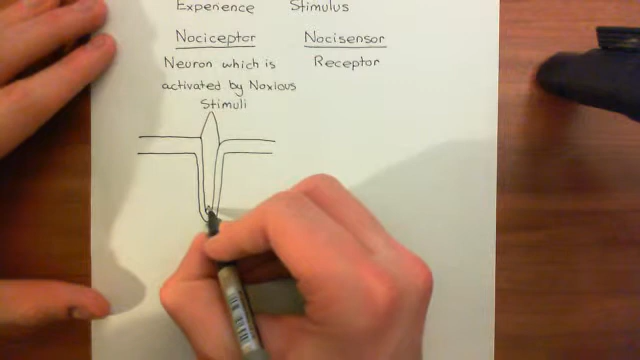 Experience Stimulus
Nociceptor Nocisensor
Neuron which is Receptor
activated by Noxious
Stimuli